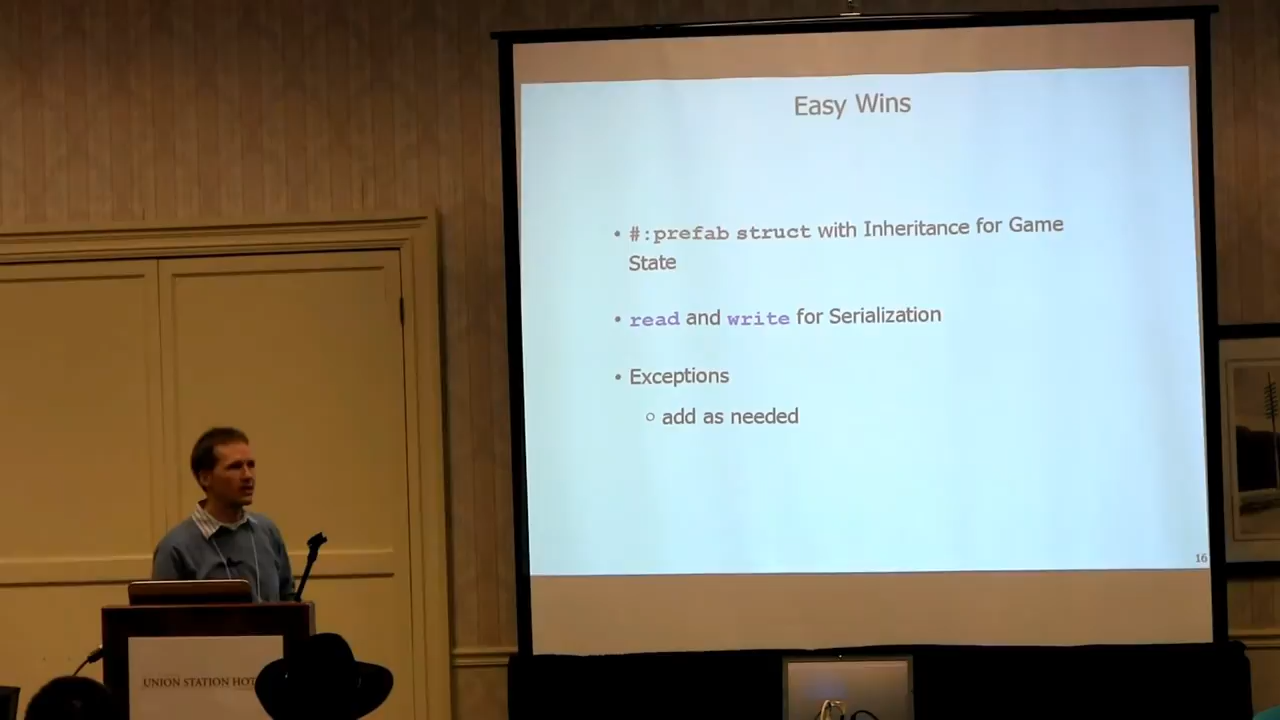 Easy Wins
• #:prefab struct with Inheritance for Game
State
• read and write for Serialization
• Exceptions
○ add as needed
16
UNION STATION HOT